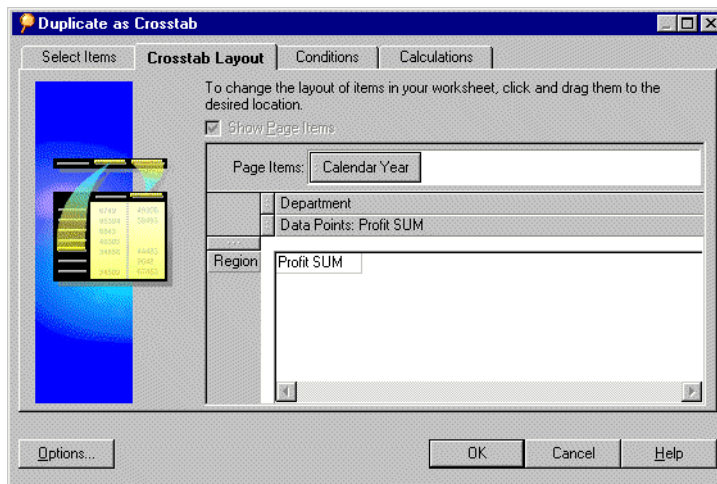 Duplicate as Crosstab
Select Items Crosstab Layout Conditions Calculations
To change the layout of items in your worksheet, click and drag them to the
desired location.
Show Page Items
Page Items: Calendar Year
Department
Data Points: Profit SUM
Region Profit SUM
Options... OK Cancel Help